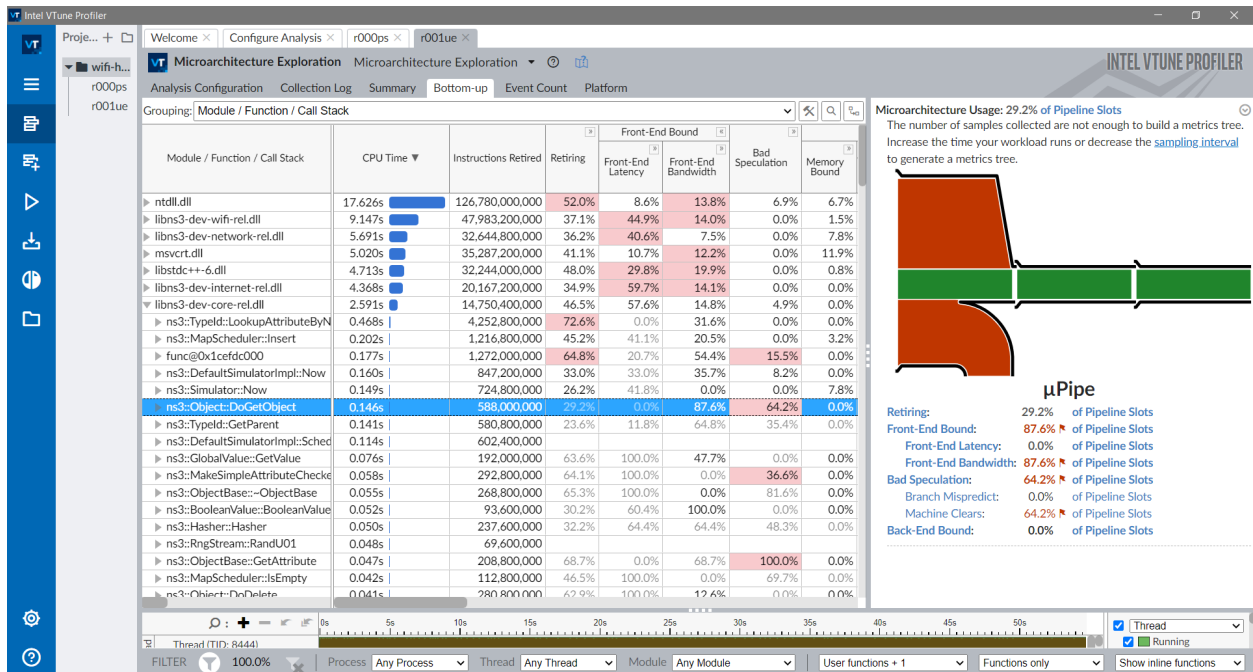 VT Intel VTune Profiler
VT
Proje...
wifi-h...
r000ps
r001ue
Welcome
Configure Analysis
r000ps
r001ue
VT Microarchitecture Exploration Microarchitecture Exploration
INTEL VTUNE PROFILER
Analysis Configuration Collection Log Summary Bottom-up Event Count Platform
Grouping: Module / Function / Call Stack
Module / Function / Call Stack
CPU Time ▼
Instructions Retired
Retiring
Front-End Bound
Front-End Latency
Front-End Bandwidth
Bad Speculation
Memory Bound
ntdll.dll 17.626s 126,780,000,000 52.0% 8.6% 13.8% 6.9% 6.7%
libns3-dev-wifi-rel.dll 9.147s 47,983,200,000 37.1% 44.9% 14.0% 0.0% 1.5%
libns3-dev-network-rel.dll 5.691s 32,644,800,000 36.2% 40.6% 7.5% 0.0% 7.8%
msvcrt.dll 5.020s 35,287,200,000 41.1% 10.7% 12.2% 0.0% 11.9%
libstdc++-6.dll 4.713s 32,244,000,000 48.0% 29.8% 19.9% 0.0% 0.8%
libns3-dev-internet-rel.dll 4.368s 20,167,200,000 34.9% 59.7% 14.1% 0.0% 0.0%
libns3-dev-core-rel.dll 2.591s 14,750,400,000 46.5% 57.6% 14.8% 4.9% 0.0%
ns3::TypeId::LookupAttributeByN 0.468s 4,252,800,000 72.6% 0.0% 31.6% 0.0% 0.0%
ns3::MapScheduler::Insert 0.202s 1,216,800,000 45.2% 41.1% 20.5% 0.0% 3.2%
func@0x1cefdc000 0.177s 1,272,000,000 64.8% 20.7% 54.4% 15.5% 0.0%
ns3::DefaultSimulatorImpl::Now 0.160s 847,200,000 33.0% 33.0% 35.7% 8.2% 0.0%
ns3::Simulator::Now 0.149s 724,800,000 26.2% 41.8% 0.0% 0.0% 7.8%
ns3::Object::DoGetObject 0.146s 588,000,000 29.2% 0.0% 87.6% 64.2% 0.0%
ns3::TypeId::GetParent 0.141s 580,800,000 23.6% 11.8% 64.8% 35.4% 0.0%
ns3::DefaultSimulatorImpl::Sched 0.114s 602,400,000
ns3::GlobalValue::GetValue 0.076s 192,000,000 63.6% 100.0% 47.7% 0.0% 0.0%
ns3::MakeSimpleAttributeChecke 0.058s 292,800,000 64.1% 100.0% 0.0% 36.6% 0.0%
ns3::ObjectBase::~ObjectBase 0.055s 268,800,000 65.3% 100.0% 0.0% 81.6% 0.0%
ns3::BooleanValue::BooleanValue 0.052s 93,600,000 30.2% 60.4% 100.0% 0.0% 0.0%
ns3::Hasher::Hasher 0.050s 237,600,000 32.2% 64.4% 64.4% 48.3% 0.0%
ns3::RngStream::RandU01 0.048s 69,600,000
ns3::ObjectBase::GetAttribute 0.047s 208,800,000 68.7% 0.0% 68.7% 100.0% 0.0%
ns3::MapScheduler::IsEmpty 0.042s 112,800,000 46.5% 100.0% 0.0% 69.7% 0.0%
ns3::Object::DoDelete 0.041s 280,800,000 62.9% 100.0% 12.6% 0.0% 0.0%
Microarchitecture Usage: 29.2% of Pipeline Slots
The number of samples collected are not enough to build a metrics tree.
Increase the time your workload runs or decrease the sampling interval
to generate a metrics tree.
µPipe
Retiring: 29.2% of Pipeline Slots
Front-End Bound: 87.6% of Pipeline Slots
Front-End Latency: 0.0% of Pipeline Slots
Front-End Bandwidth: 87.6% of Pipeline Slots
Bad Speculation: 64.2% of Pipeline Slots
Branch Mispredict: 0.0% of Pipeline Slots
Machine Clears: 64.2% of Pipeline Slots
Back-End Bound: 0.0% of Pipeline Slots
0s 5s 10s 15s 20s 25s 30s 35s 40s 45s 50s
Thread (TID: 8444)
Thread
Running
FILTER 100.0% Process Any Process Thread Any Thread Module Any Module User functions + 1 Functions only Show inline functions